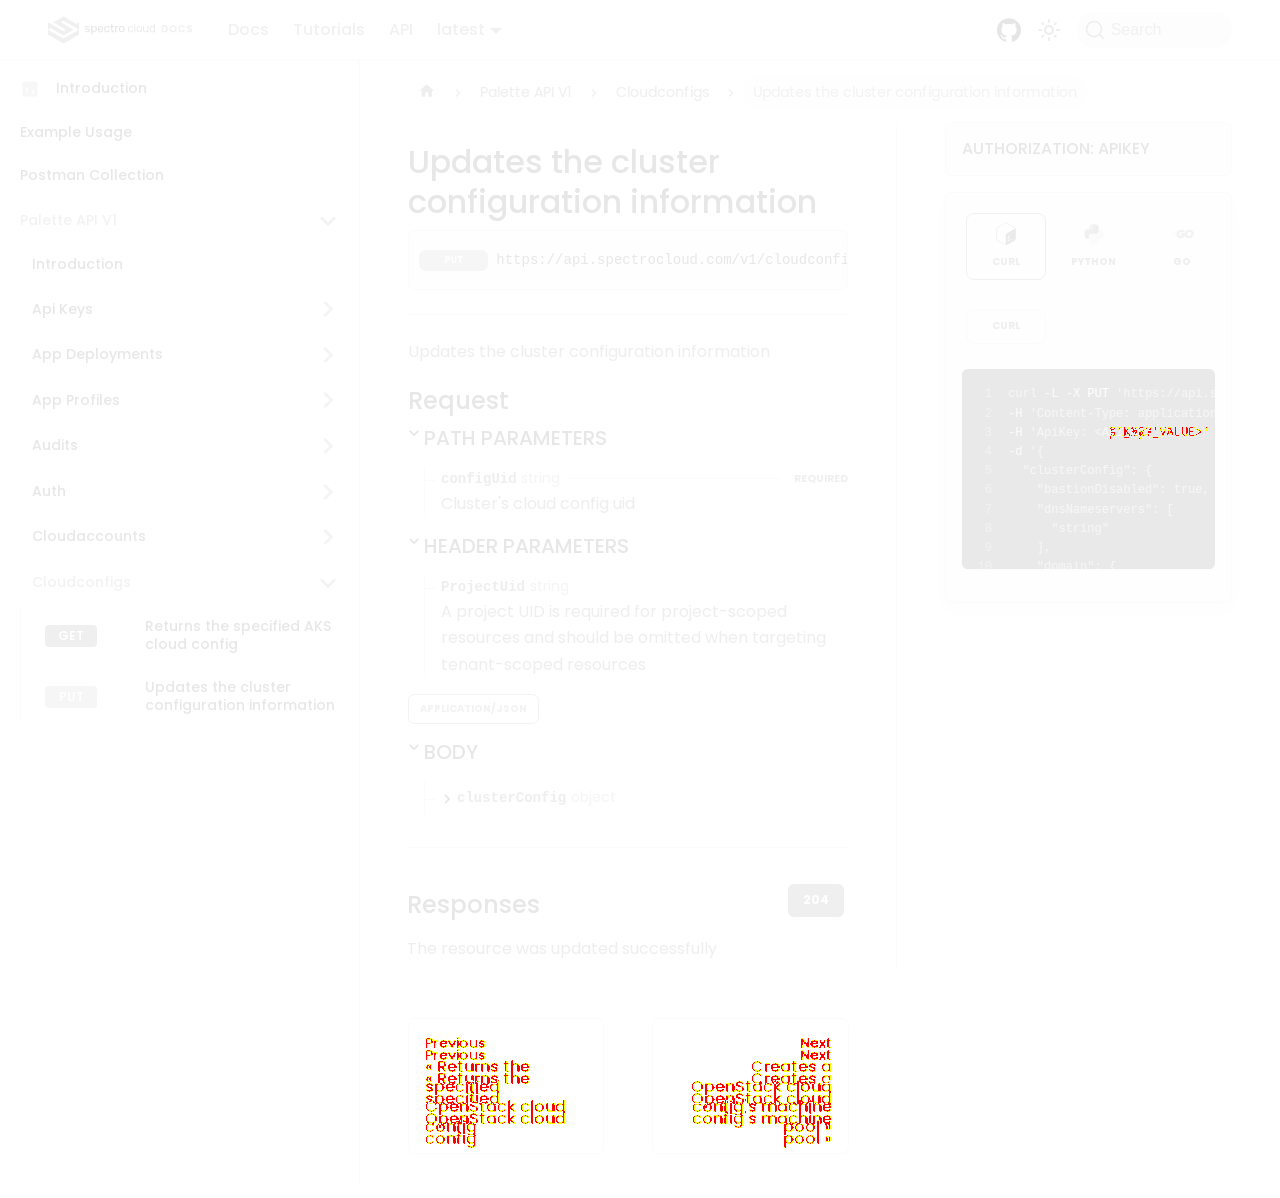 spectro cloud DOCS Docs Tutorials API latest Search
Introduction
Example Usage
Postman Collection
Palette API V1
Introduction
Api Keys
App Deployments
App Profiles
Audits
Auth
Cloudaccounts
Cloudconfigs
GET Returns the specified AKS
cloud config
PUT Updates the cluster
configuration information
Palette API V1 Cloudconfigs Updates the cluster configuration information
Updates the cluster
configuration information
PUT https://api.spectrocloud.com/v1/cloudconfi
Updates the cluster configuration information
Request
PATH PARAMETERS
configUid string REQUIRED
Cluster's cloud config uid
HEADER PARAMETERS
ProjectUid string
A project UID is required for project-scoped
resources and should be omitted when targeting
tenant-scoped resources
APPLICATION/JSON
BODY
clusterConfig object
Responses
204
The resource was updated successfully
Previous
« Returns the
specified
OpenStack cloud
config
Next
Creates a
OpenStack cloud
config's machine
pool »
AUTHORIZATION: APIKEY
CURL PYTHON GO
CURL
1 curl -L -X PUT 'https://api.s
2 -H 'Content-Type: application
3 -H 'ApiKey: <A
4 -d '{
5 "clusterConfig": {
6 "bastionDisabled": true,
7 "dnsNameservers": [
8 "string"
9 ],
10 "domain": {